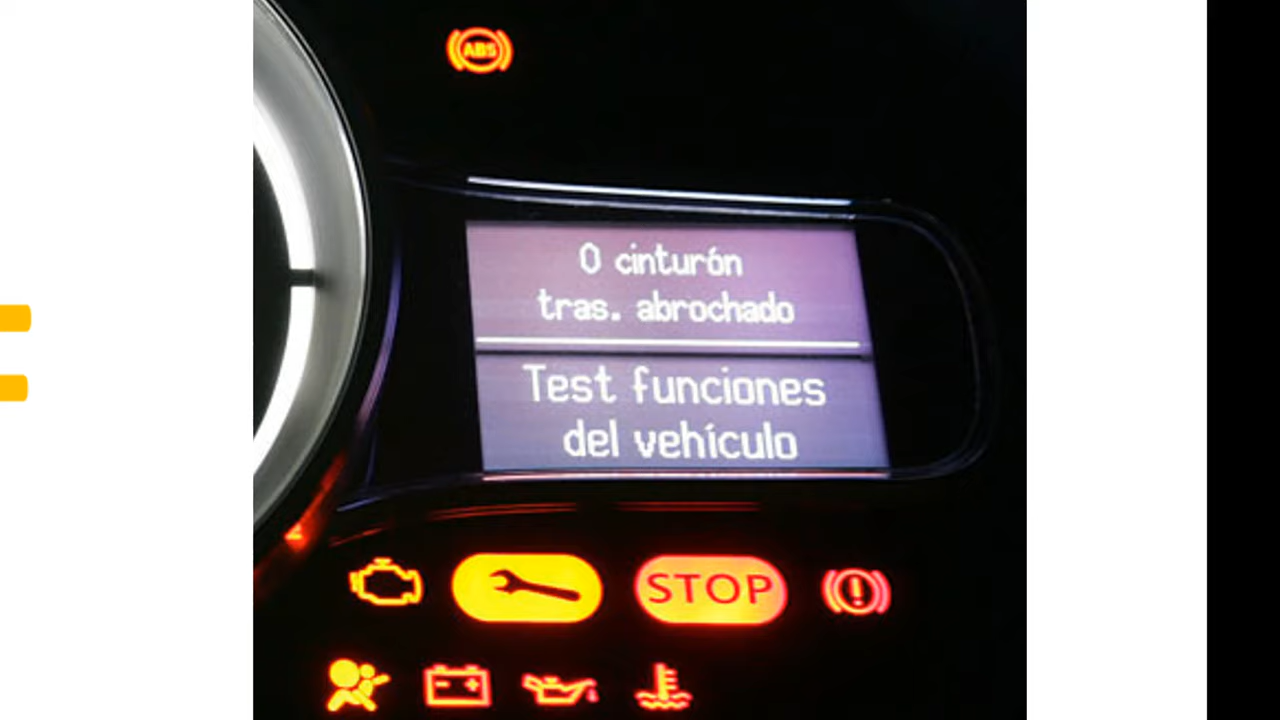 ABS
0 cinturón
tras. abrochado
Test funciones
del vehículo
STOP